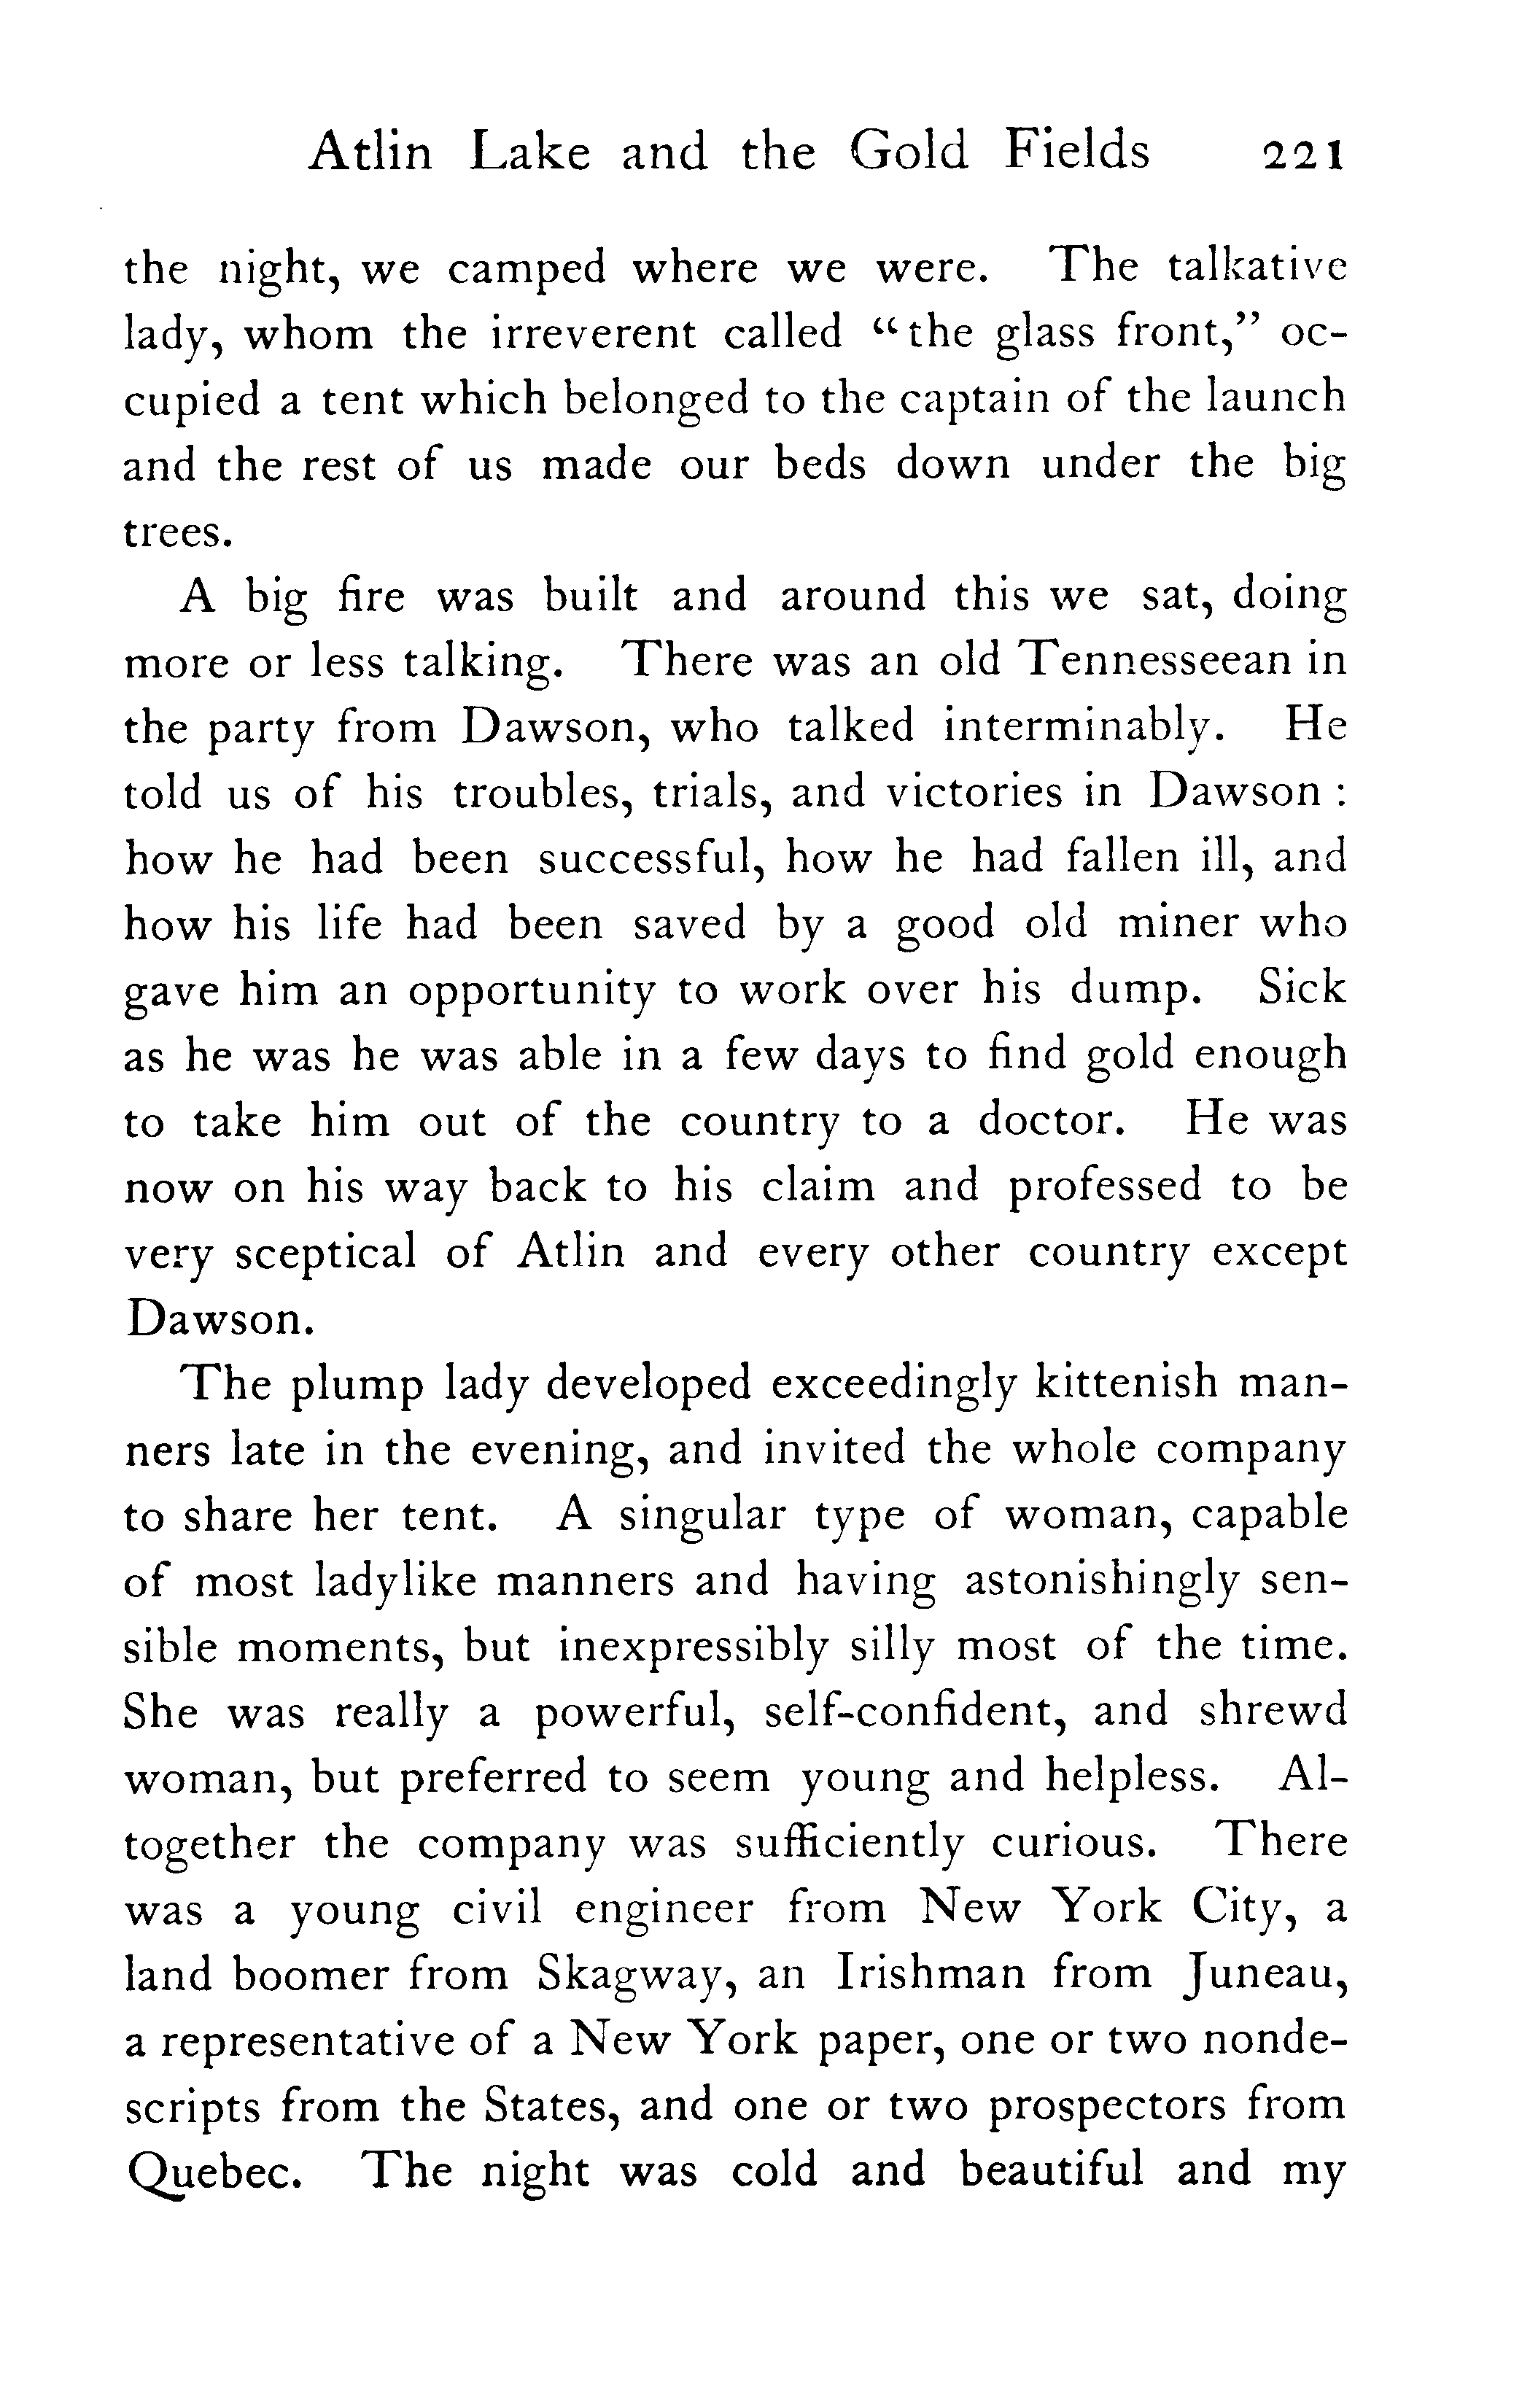 Atlin Lake and the Gold Fields 221
the night, we camped where we were. The talkative
lady, whom the irreverent called “the glass front,” oc-
cupied a tent which belonged to the captain of the launch
and the rest of us made our beds down under the big
trees.
A big fire was built and around this we sat, doing
more or less talking. There was an old Tennesseean in
the party from Dawson, who talked interminably. He
told us of his troubles, trials, and victories in Dawson :
how he had been successful, how he had fallen ill, and
how his life had been saved by a good old miner who
gave him an opportunity to work over his dump. Sick
as he was he was able in a few days to find gold enough
to take him out of the country to a doctor. He was
now on his way back to his claim and professed to be
very sceptical of Atlin and every other country except
Dawson.
The plump lady developed exceedingly kittenish man-
ners late in the evening, and invited the whole company
to share her tent. A singular type of woman, capable
of most ladylike manners and having astonishingly sen-
sible moments, but inexpressibly silly most of the time.
She was really a powerful, self-confident, and shrewd
woman, but preferred to seem young and helpless. Al-
together the company was sufficiently curious. There
was a young civil engineer from New York City, a
land boomer from Skagway, an Irishman from Juneau,
a representative of a New York paper, one or two nonde-
scripts from the States, and one or two prospectors from
Quebec. The night was cold and beautiful and my